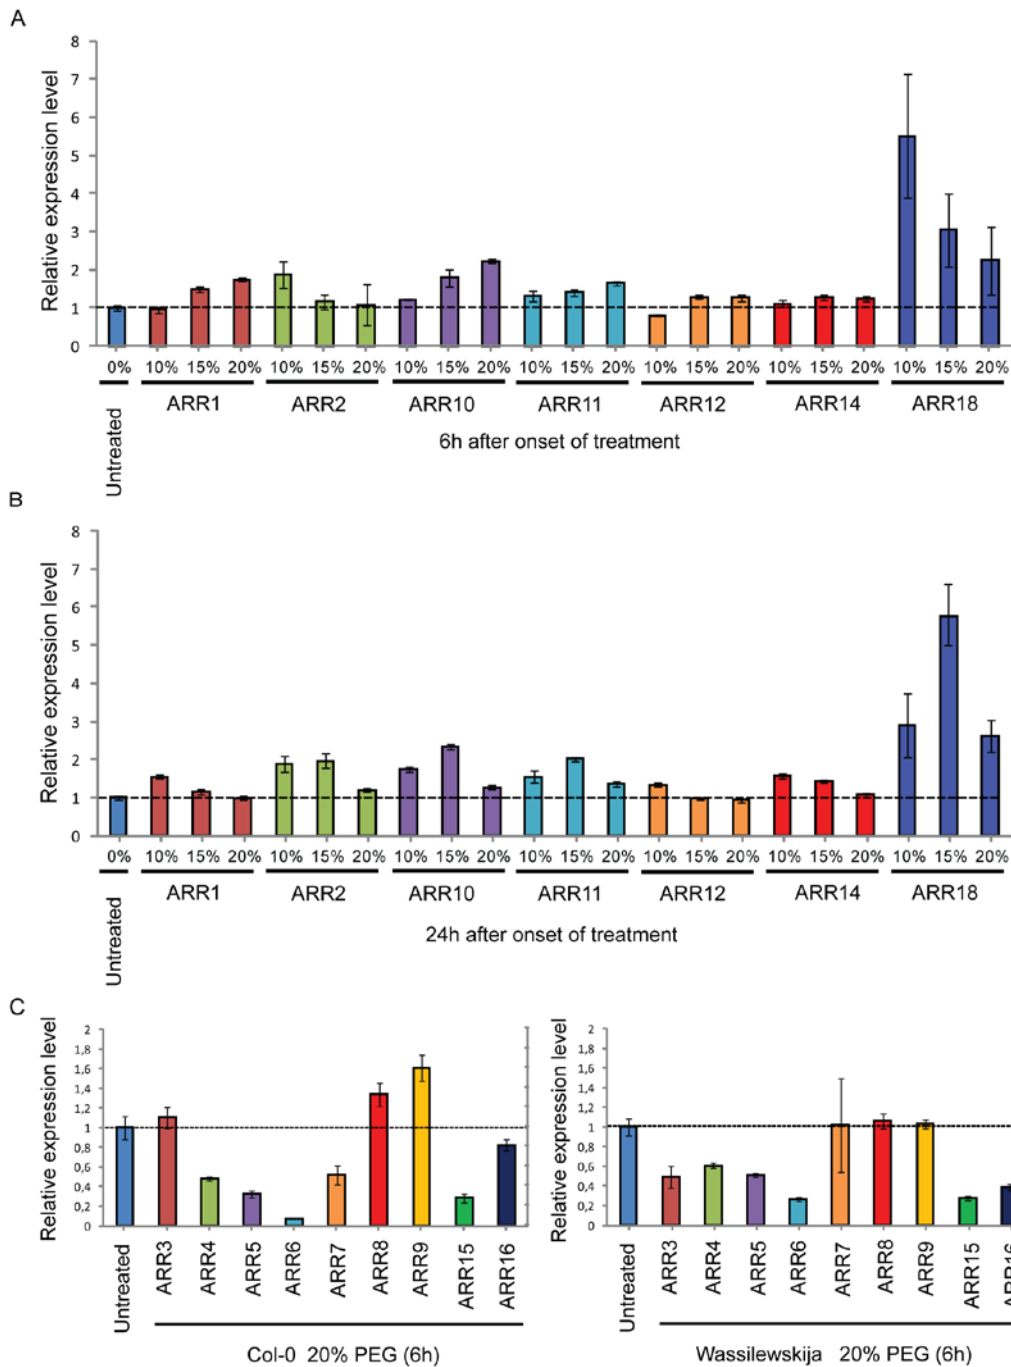 A
Relative expression level
8
7
6
5
4
3
2
1
0
0% 10% 15% 20% 10% 15% 20% 10% 15% 20% 10% 15% 20% 10% 15% 20% 10% 15% 20% 10% 15% 20%
Untreated ARR1 ARR2 ARR10 ARR11 ARR12 ARR14 ARR18
6h after onset of treatment
B
Relative expression level
8
7
6
5
4
3
2
1
0
0% 10% 15% 20% 10% 15% 20% 10% 15% 20% 10% 15% 20% 10% 15% 20% 10% 15% 20% 10% 15% 20%
Untreated ARR1 ARR2 ARR10 ARR11 ARR12 ARR14 ARR18
24h after onset of treatment
C
Relative expression level
2
1,8
1,6
1,4
1,2
1
0,8
0,6
0,4
0,2
0
Untreated ARR3 ARR4 ARR5 ARR6 ARR7 ARR8 ARR9 ARR15 ARR16
Col-0 20% PEG (6h)
Relative expression level
2
1,8
1,6
1,4
1,2
1
0,8
0,6
0,4
0,2
0
Untreated ARR3 ARR4 ARR5 ARR6 ARR7 ARR8 ARR9 ARR15 ARR16
Wassilewskija 20% PEG (6h)